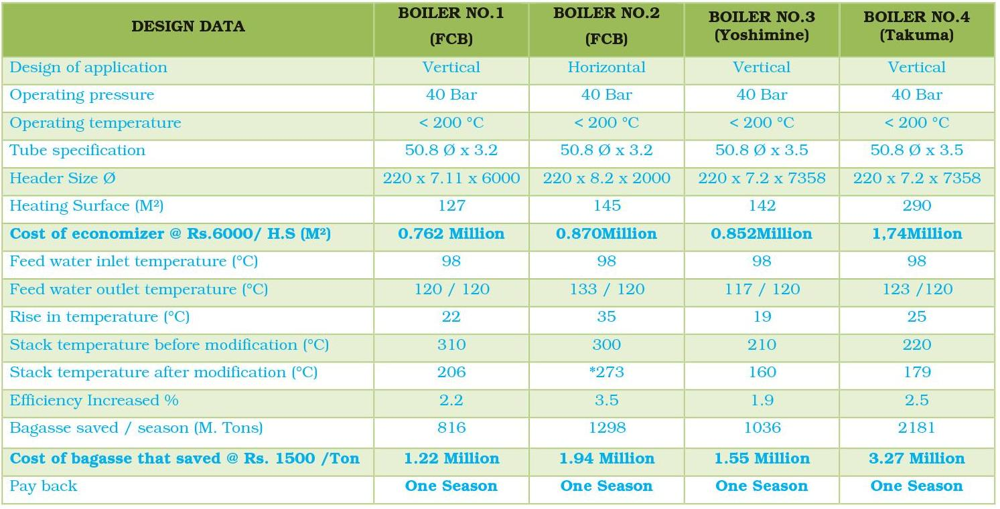 DESIGN DATA BOILER NO.1 (FCB) BOILER NO.2 (FCB) BOILER NO.3 (Yoshimine) BOILER NO.4 (Takuma)
Design of application Vertical Horizontal Vertical Vertical
Operating pressure 40 Bar 40 Bar 40 Bar 40 Bar
Operating temperature < 200 °C < 200 °C < 200 °C < 200 °C
Tube specification 50.8 Ø x 3.2 50.8 Ø x 3.2 50.8 Ø x 3.5 50.8 Ø x 3.5
Header Size Ø 220 x 7.11 x 6000 220 x 8.2 x 2000 220 x 7.2 x 7358 220 x 7.2 x 7358
Heating Surface (M²) 127 145 142 290
Cost of economizer @ Rs.6000/ H.S (M²) 0.762 Million 0.870Million 0.852Million 1,74Million
Feed water inlet temperature (°C) 98 98 98 98
Feed water outlet temperature (°C) 120 / 120 133 / 120 117 / 120 123 /120
Rise in temperature (°C) 22 35 19 25
Stack temperature before modification (°C) 310 300 210 220
Stack temperature after modification (°C) 206 *273 160 179
Efficiency Increased % 2.2 3.5 1.9 2.5
Bagasse saved / season (M. Tons) 816 1298 1036 2181
Cost of bagasse that saved @ Rs. 1500 /Ton 1.22 Million 1.94 Million 1.55 Million 3.27 Million
Pay back One Season One Season One Season One Season